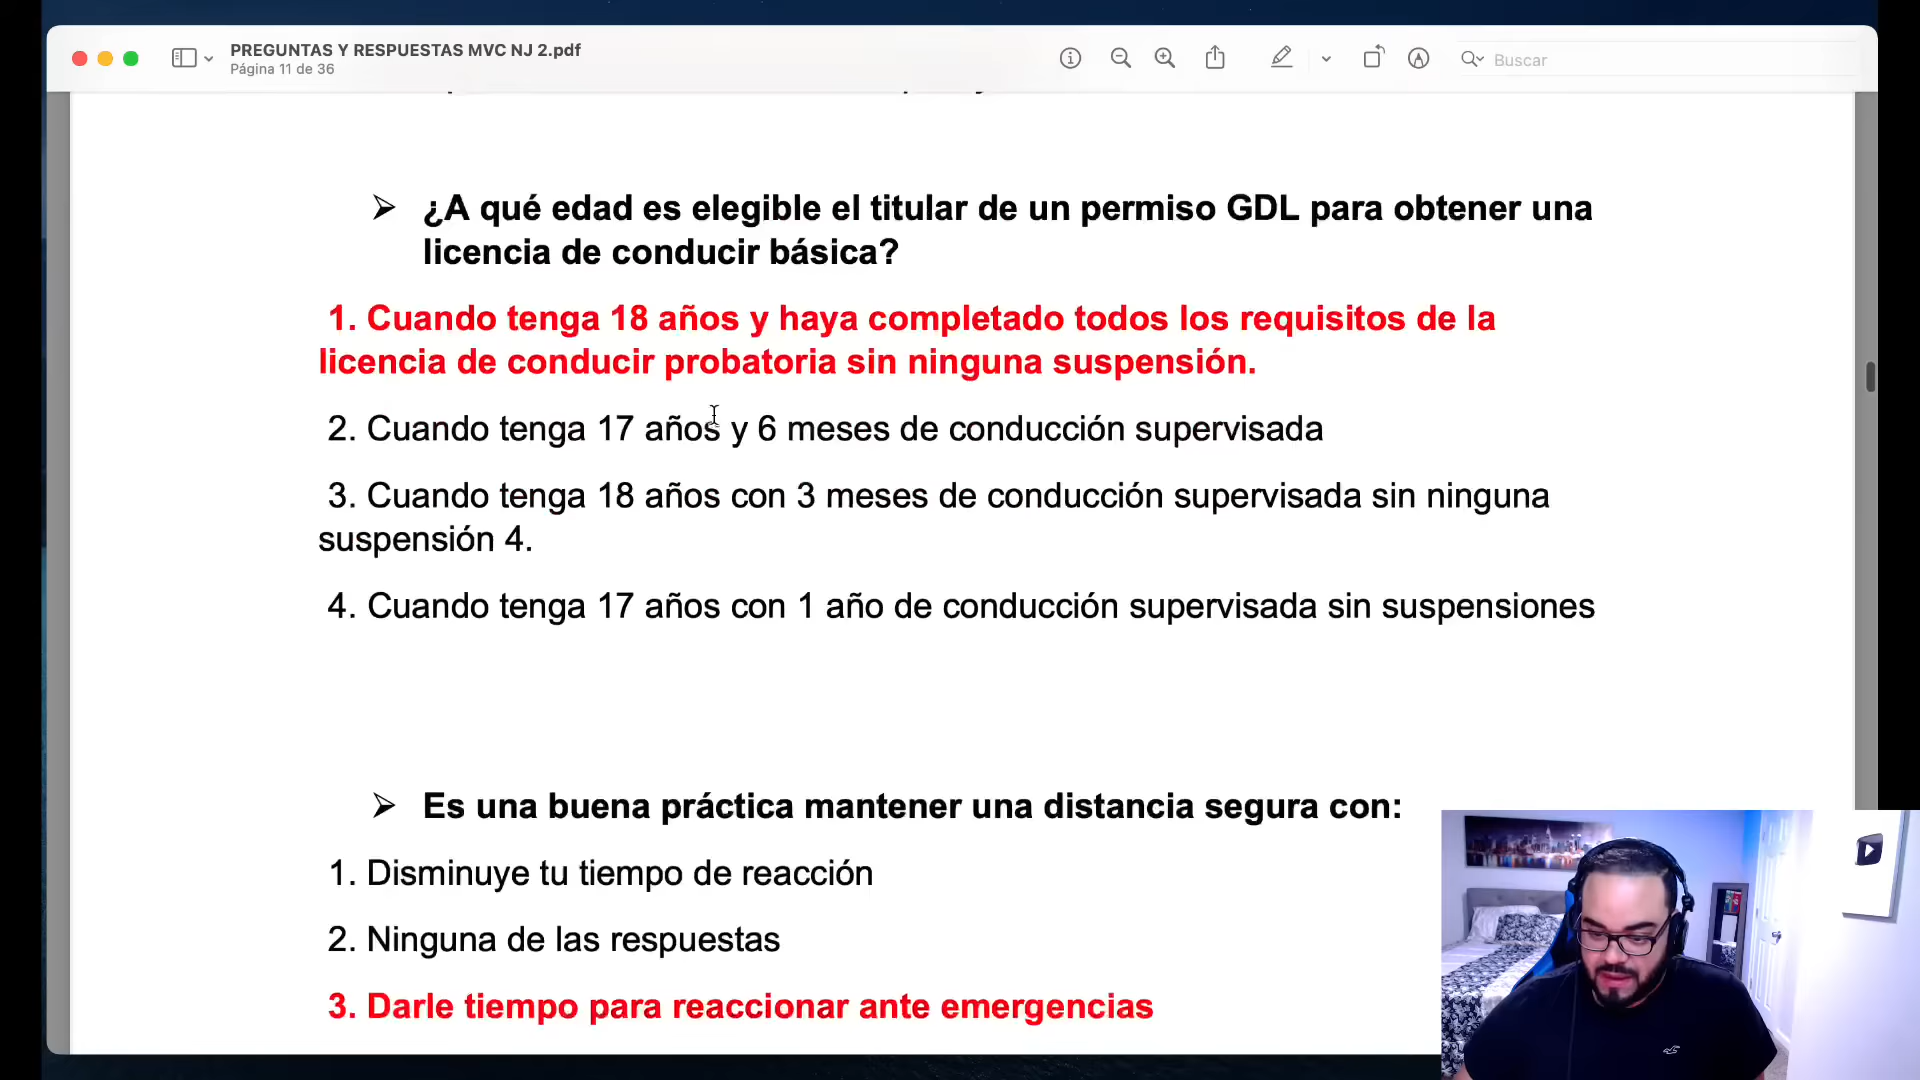 PREGUNTAS Y RESPUESTAS MVC NJ 2.pdf
Página 11 de 36
Buscar
➢ ¿A qué edad es elegible el titular de un permiso GDL para obtener una
licencia de conducir básica?
1. Cuando tenga 18 años y haya completado todos los requisitos de la
licencia de conducir probatoria sin ninguna suspensión.
2. Cuando tenga 17 años y 6 meses de conducción supervisada
3. Cuando tenga 18 años con 3 meses de conducción supervisada sin ninguna
suspensión 4.
4. Cuando tenga 17 años con 1 año de conducción supervisada sin suspensiones
➢ Es una buena práctica mantener una distancia segura con:
1. Disminuye tu tiempo de reacción
2. Ninguna de las respuestas
3. Darle tiempo para reaccionar ante emergencias